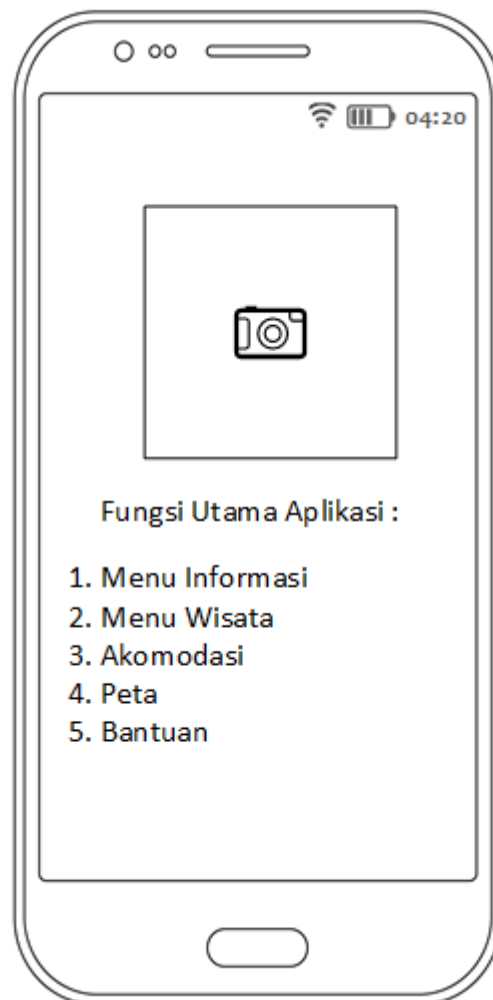 04:20
Fungsi Utama Aplikasi :
1. Menu Informasi
2. Menu Wisata
3. Akomodasi
4. Peta
5. Bantuan